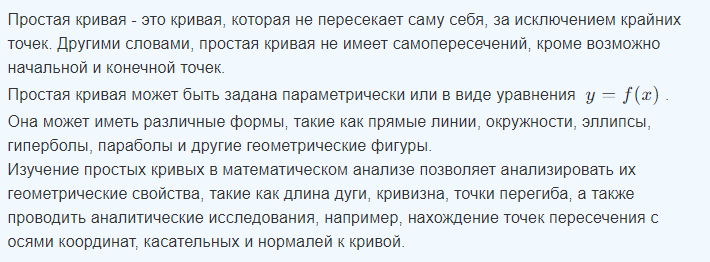 Простая кривая - это кривая, которая не пересекает саму себя, за исключением крайних
точек. Другими словами, простая кривая не имеет самопересечений, кроме возможно
начальной и конечной точек.
Простая кривая может быть задана параметрически или в виде уравнения y = f(x) .
Она может иметь различные формы, такие как прямые линии, окружности, эллипсы,
гиперболы, параболы и другие геометрические фигуры.
Изучение простых кривых в математическом анализе позволяет анализировать их
геометрические свойства, такие как длина дуги, кривизна, точки перегиба, а также
проводить аналитические исследования, например, нахождение точек пересечения с
осями координат, касательных и нормалей к кривой.